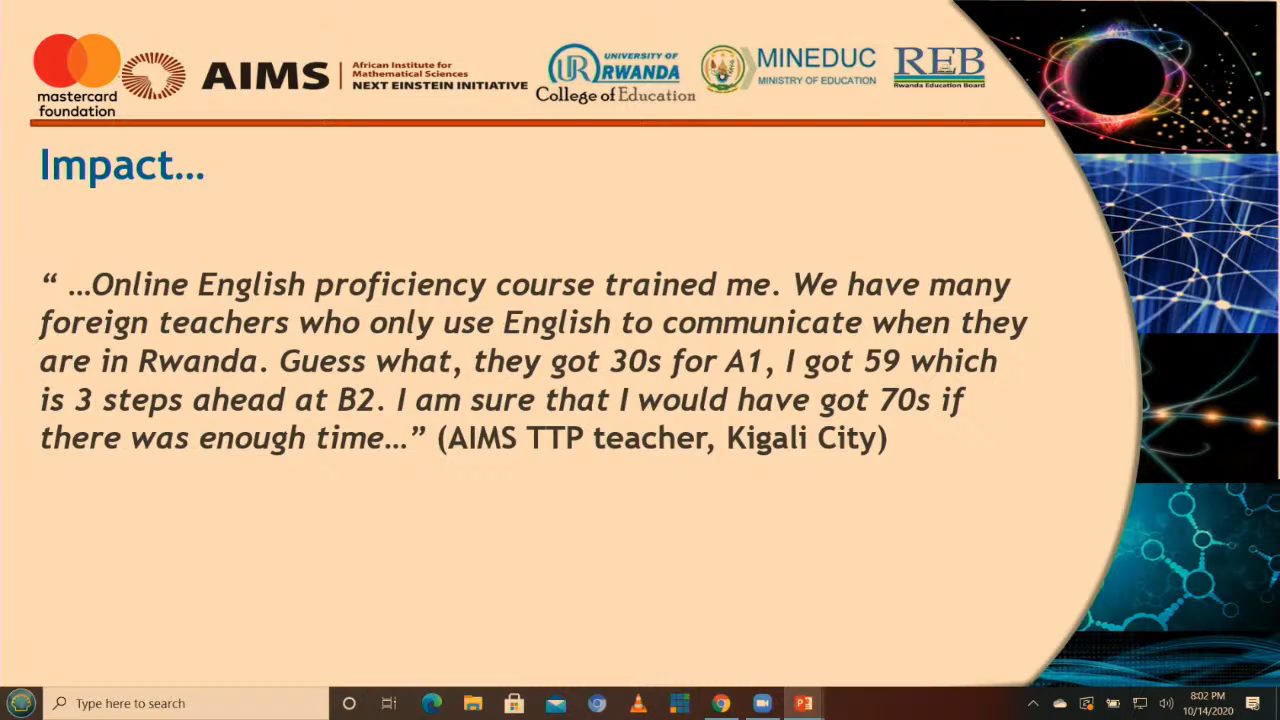 mastercard
foundation
AIMS
African Institute for
Mathematical Sciences
NEXT EINSTEIN INITIATIVE
UR
UNIVERSITY OF
RWANDA
College of Education
MINEDUC
MINISTRY OF EDUCATION
REB
Rwanda Education Board
Impact...
“ …Online English proficiency course trained me. We have many
foreign teachers who only use English to communicate when they
are in Rwanda. Guess what, they got 30s for A1, I got 59 which
is 3 steps ahead at B2. I am sure that I would have got 70s if
there was enough time…” (AIMS TTP teacher, Kigali City)
Type here to search
8:02 PM
10/14/2020